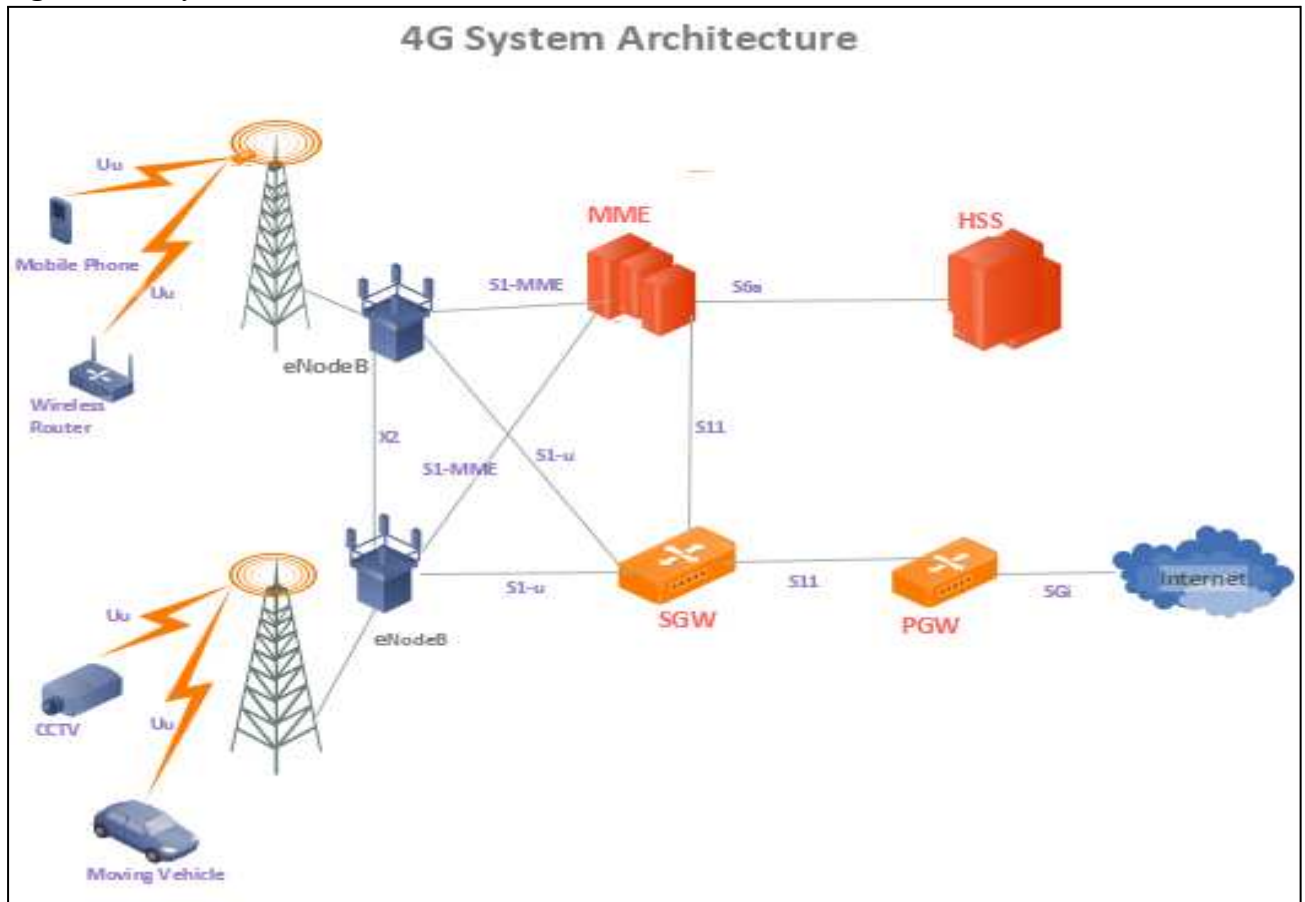 4G System Architecture
Uu
Mobile Phone
Uu
Wireless
Router
eNodeB
MME
HSS
S1-MME
S6a
X2
S1-MME
S1-u
S11
eNodeB
S1-u
SGW
S11
PGW
SGi
Internet
Uu
CCTV
Uu
Moving Vehicle